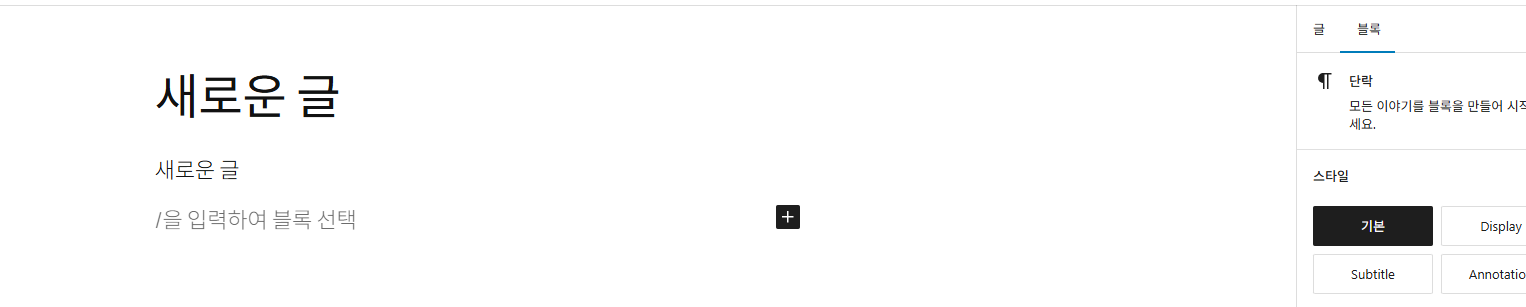 글 블록
새로운 글
단락
모든 이야기를 블록을 만들어
세요.
새로운 글
스타일
/을 입력하여 블록 선택
기본 Display
Subtitle